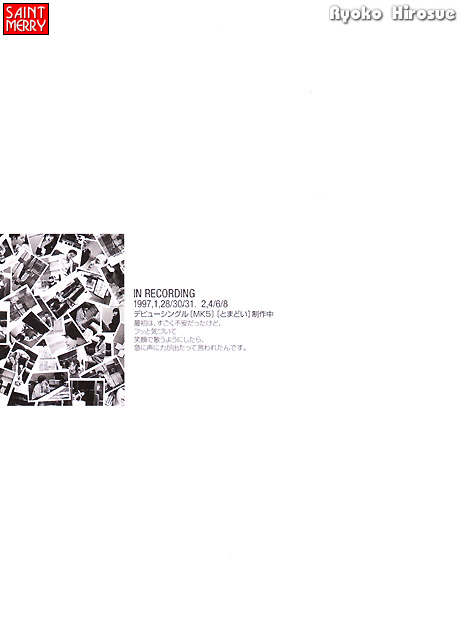 SAINT
MERRY
Ryoko Hirosue
IN RECORDING
1997,1,28/30/31. 2,4/6/8
デビューシングル[MK5][とまどい]制作中
最初は、すごく不安だったけど、
フッと気づいて
笑顔で歌うようにしたら、
急に声に力が出たって言われたんです。